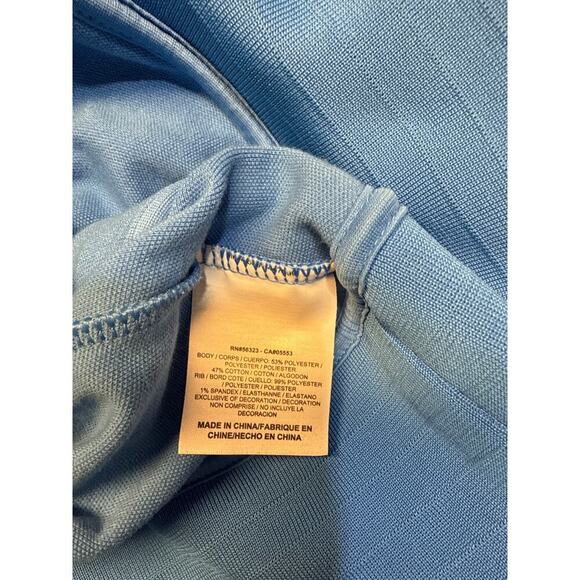 RN#56323 - CA#05553
BODY / CORPS / CUERPO: 53% POLYESTER
/ POLYESTER / POLIESTER
47% COTTON / COTON / ALGODON
RIB / BORD COTE / CUELLO: 99% POLYESTER
/ POLYESTER / POLIESTER
1% SPANDEX / ÉLASTHANNE / ELASTANO
EXCLUSIVE OF DECORATION / DECORATION
NON COMPRISE / NO INCLUYE LA
DECORACION
MADE IN CHINA/FABRIQUE EN
CHINE/HECHO EN CHINA